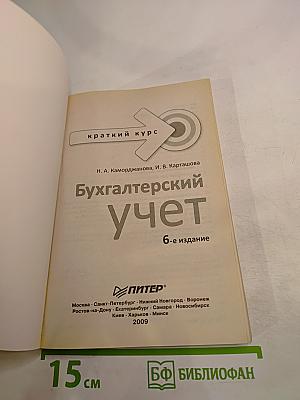 краткий курс
Н. А. Каморджанова, И. В. Карташова
Бухгалтерский
учет
6-е издание
ПИТЕР®
Москва · Санкт-Петербург · Нижний Новгород · Воронеж
Ростов-на-Дону · Екатеринбург · Самара · Новосибирск
Киев · Харьков · Минск
2009
15 см
БФ БИБЛИОФАН